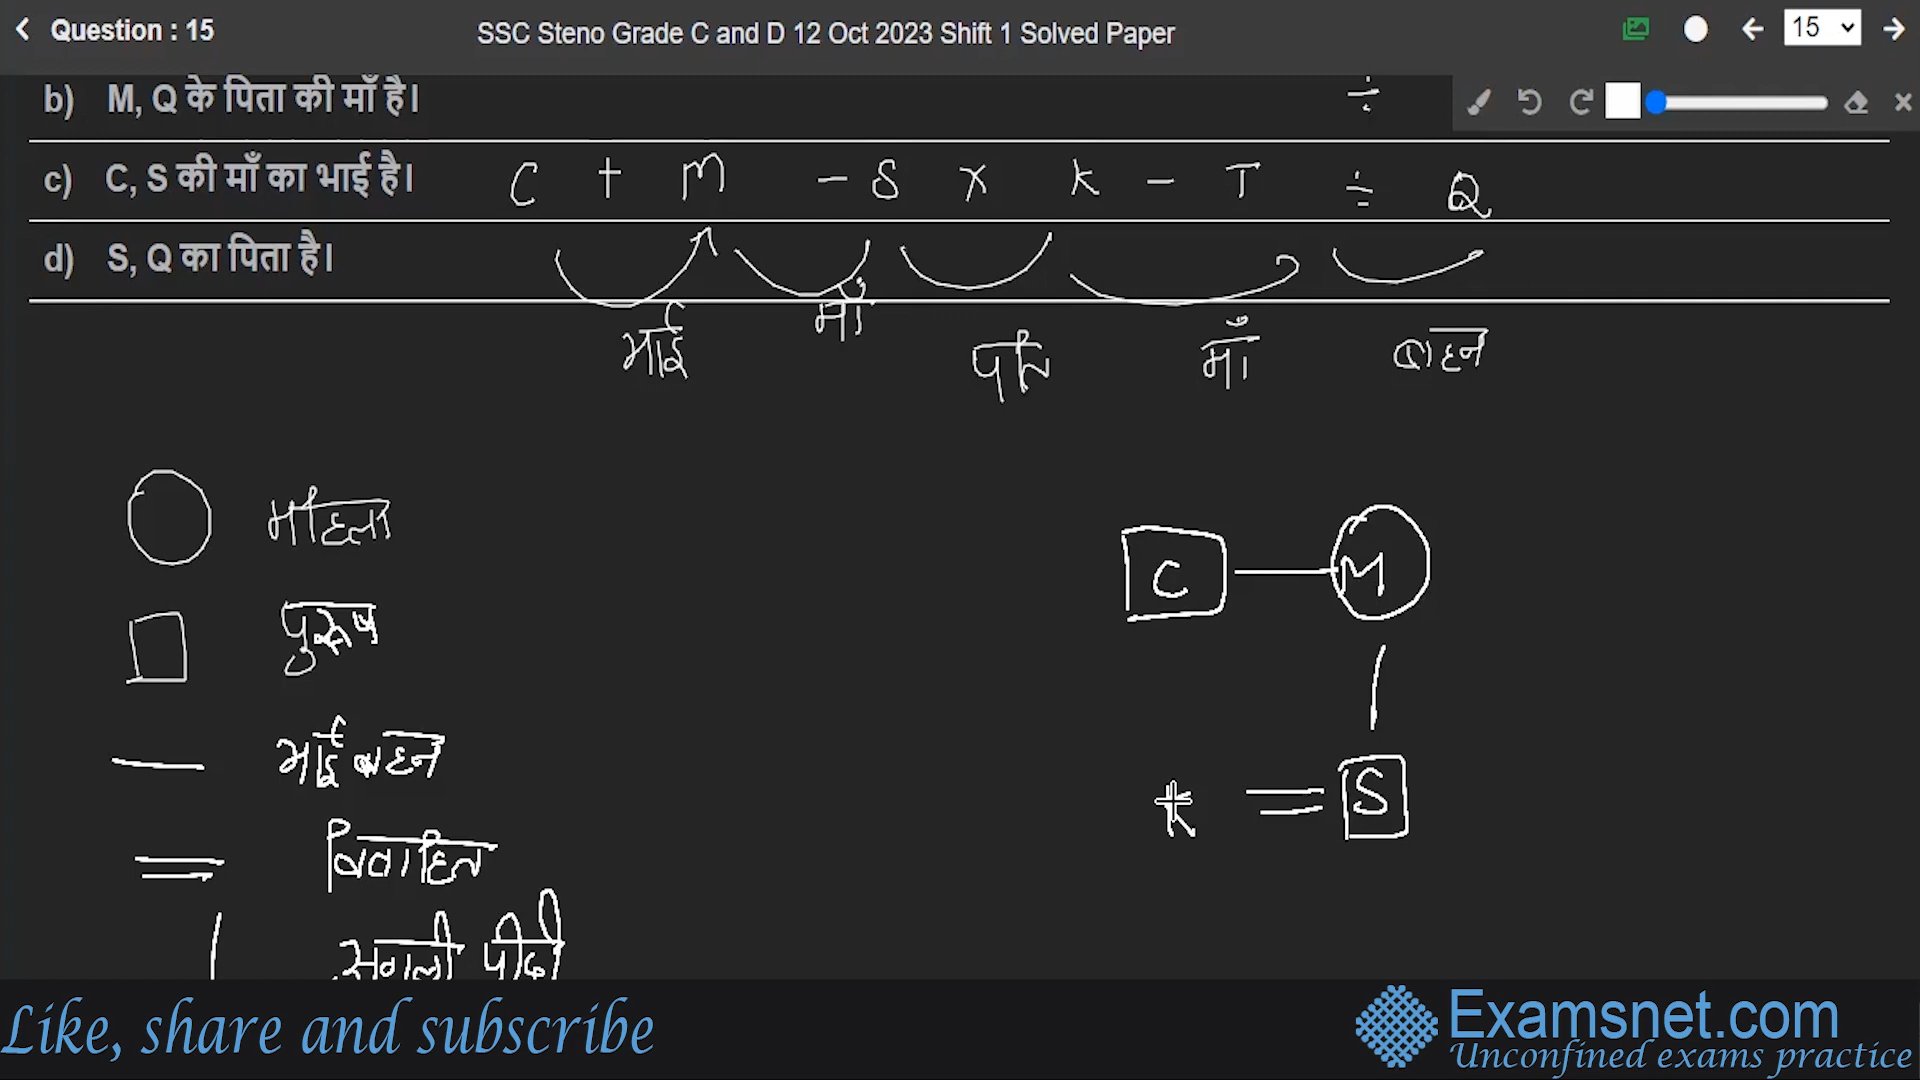 Question : 15 SSC Steno Grade C and D 12 Oct 2023 Shift 1 Solved Paper 15
b) M, Q के पिता की माँ है। ÷
c) C, S की माँ का भाई है। C + M - S x K - T ÷ Q
d) S, Q का पिता है।
भाई माँ पति माँ बहन
महिला
पुरुष
C M
भाई बहन
K = S
विवाहित
अगली पीढी
Like, share and subscribe
Examsnet.com
Unconfined exams practice